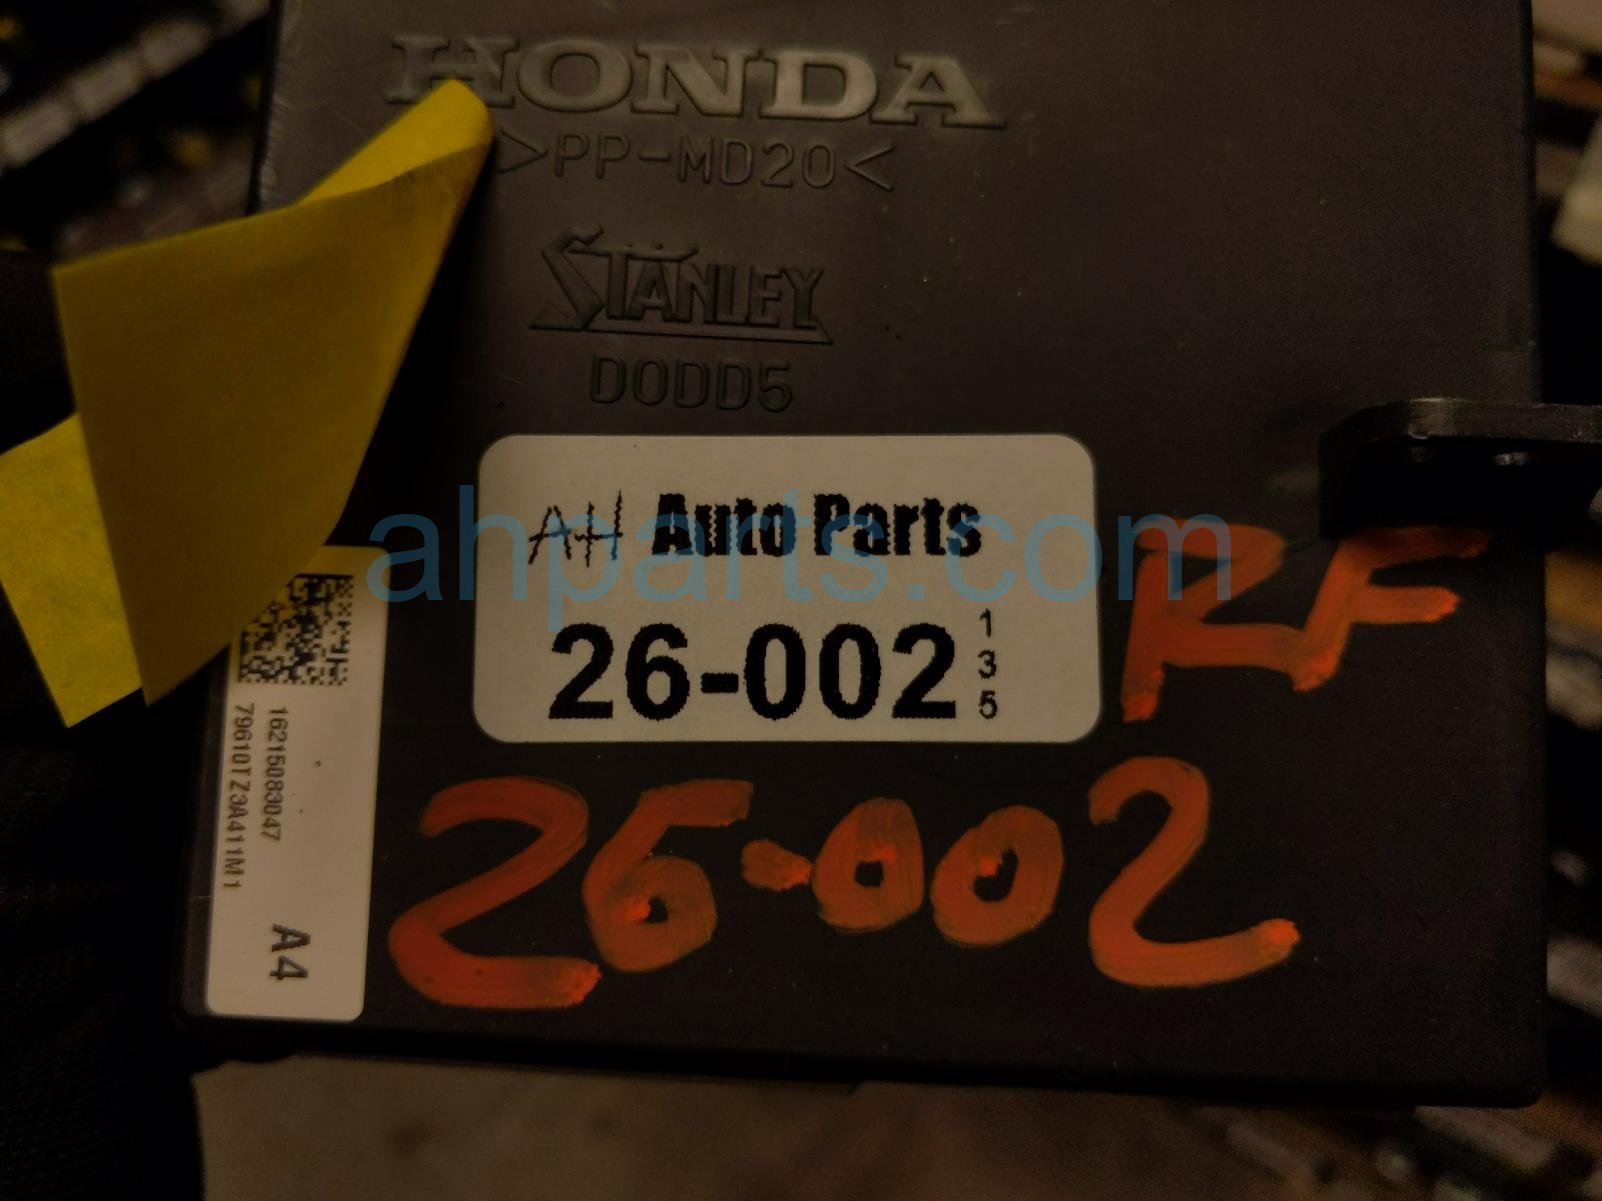 HONDA
>PP-MD20<
STANLEY
D0DD5
AH Auto Parts
26-002
1
3
5
RF
26-002
16215083047
79610TZ3A411M1
A4
ahparts.com